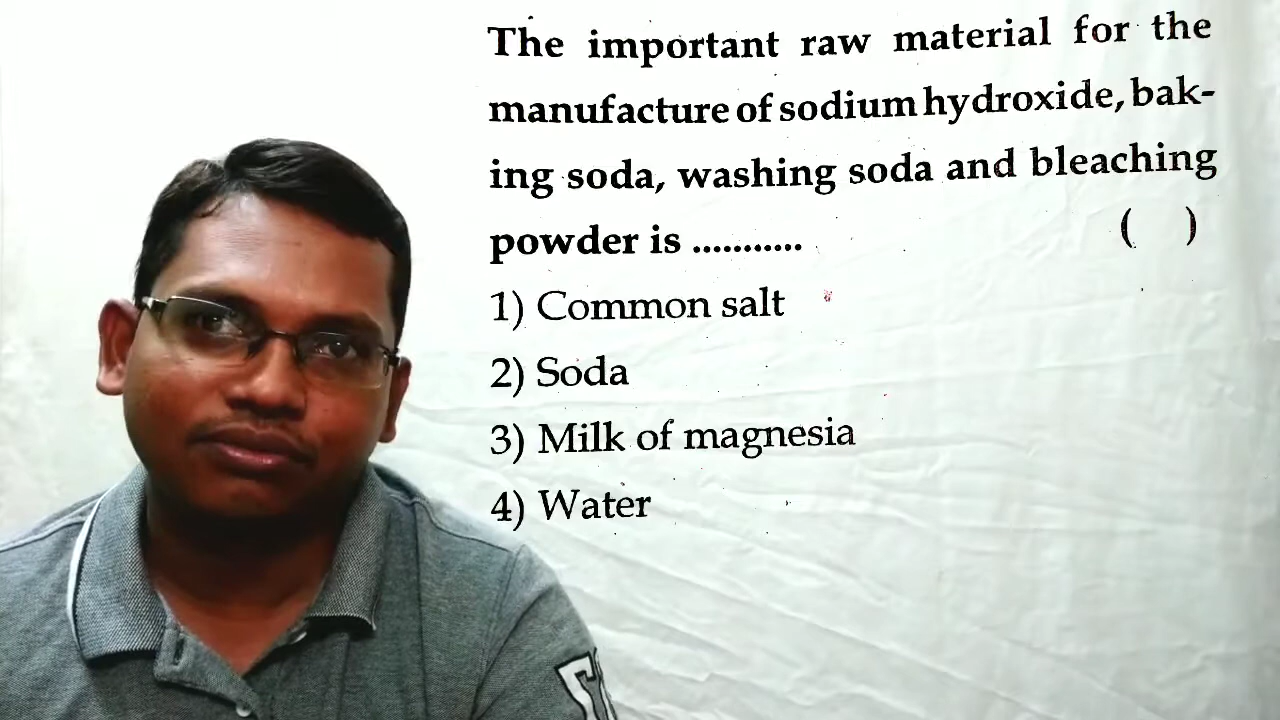 The important raw material for the
manufacture of sodium hydroxide, bak-
ing soda, washing soda and bleaching
powder is ........... ( )
1) Common salt
2) Soda
3) Milk of magnesia
4) Water